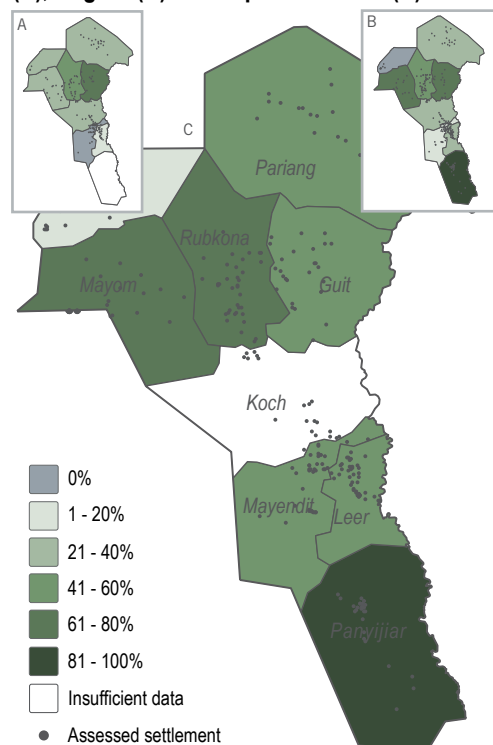 A
B
C
Pariang
Rubkona
Mayom
Guit
Koch
Mayendit
Leer
Panyijiar
0%
1 - 20%
21 - 40%
41 - 60%
61 - 80%
81 - 100%
Insufficient data
Assessed settlement